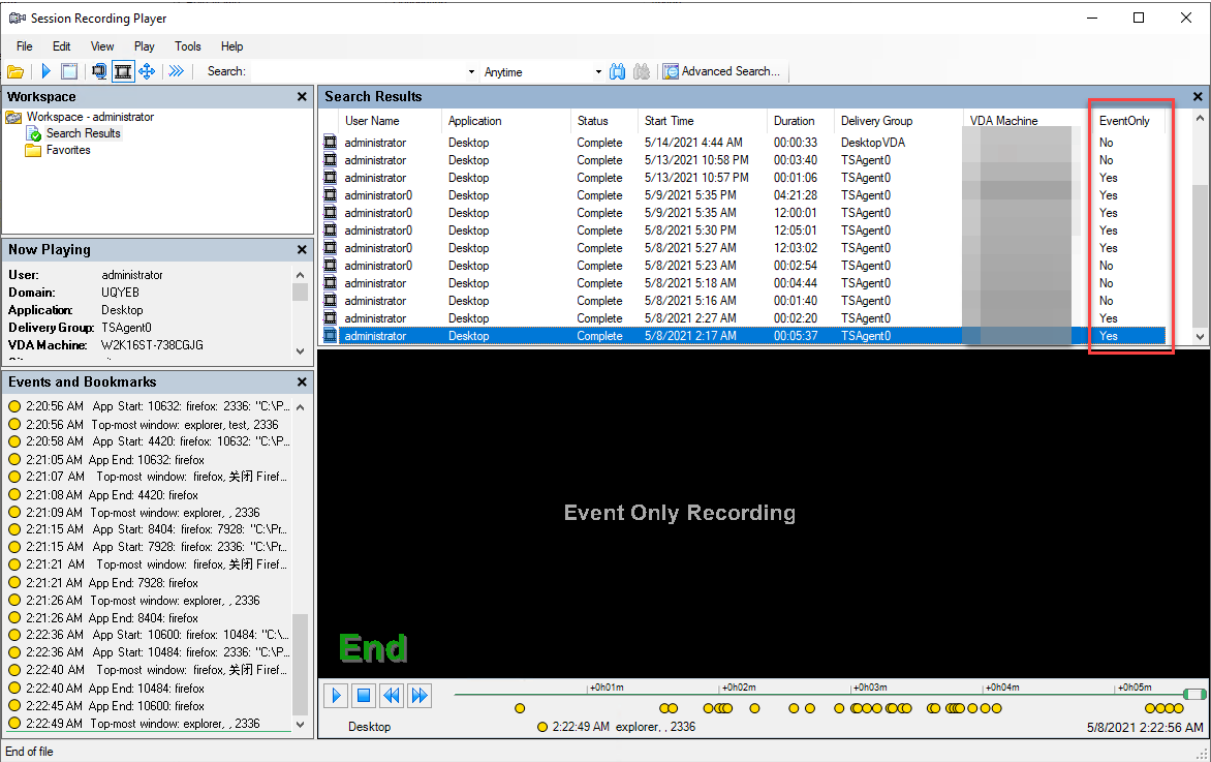 Session Recording Player
File Edit View Play Tools Help
Search: Anytime Advanced Search...
Workspace
Workspace - administrator
Search Results
Favorites
Now Playing
User: administrator
Domain: UQYEB
Application: Desktop
Delivery Group: TSAgent0
VDA Machine: W2K16ST-738CGJG
Events and Bookmarks
2:20:56 AM App Start: 10632: firefox: 2336: "C:\P...
2:20:56 AM Top-most window: explorer, test, 2336
2:20:58 AM App Start: 4420: firefox: 10632: "C:\P...
2:21:05 AM App End: 10632: firefox
2:21:07 AM Top-most window: firefox, 关闭 Firef...
2:21:08 AM App End: 4420: firefox
2:21:09 AM Top-most window: explorer, , 2336
2:21:15 AM App Start: 8404: firefox: 7928: "C:\Pr...
2:21:15 AM App Start: 7928: firefox: 2336: "C:\Pr...
2:21:21 AM Top-most window: firefox, 关闭 Firef...
2:21:21 AM App End: 7928: firefox
2:21:26 AM Top-most window: explorer, , 2336
2:21:26 AM App End: 8404: firefox
2:22:36 AM App Start: 10600: firefox: 10484: "C:\...
2:22:36 AM App Start: 10484: firefox: 2336: "C:\P...
2:22:40 AM Top-most window: firefox, 关闭 Firef...
2:22:40 AM App End: 10484: firefox
2:22:45 AM App End: 10600: firefox
2:22:49 AM Top-most window: explorer, , 2336
Search Results
User Name Application Status Start Time Duration Delivery Group VDA Machine EventOnly
administrator Desktop Complete 5/14/2021 4:44 AM 00:00:33 DesktopVDA No
administrator Desktop Complete 5/13/2021 10:58 PM 00:03:40 TSAgent0 No
administrator Desktop Complete 5/13/2021 10:57 PM 00:01:06 TSAgent0 Yes
administrator0 Desktop Complete 5/9/2021 5:35 PM 04:21:28 TSAgent0 Yes
administrator0 Desktop Complete 5/9/2021 5:35 AM 12:00:01 TSAgent0 Yes
administrator0 Desktop Complete 5/8/2021 5:30 PM 12:05:01 TSAgent0 Yes
administrator0 Desktop Complete 5/8/2021 5:27 AM 12:03:02 TSAgent0 Yes
administrator0 Desktop Complete 5/8/2021 5:23 AM 00:02:54 TSAgent0 No
administrator Desktop Complete 5/8/2021 5:18 AM 00:04:44 TSAgent0 No
administrator Desktop Complete 5/8/2021 5:16 AM 00:01:40 TSAgent0 No
administrator Desktop Complete 5/8/2021 2:27 AM 00:02:20 TSAgent0 Yes
administrator Desktop Complete 5/8/2021 2:17 AM 00:05:37 TSAgent0 Yes
Event Only Recording
End
+0h01m +0h02m +0h03m +0h04m +0h05m
Desktop 2:22:49 AM explorer, , 2336 5/8/2021 2:22:56 AM
End of file